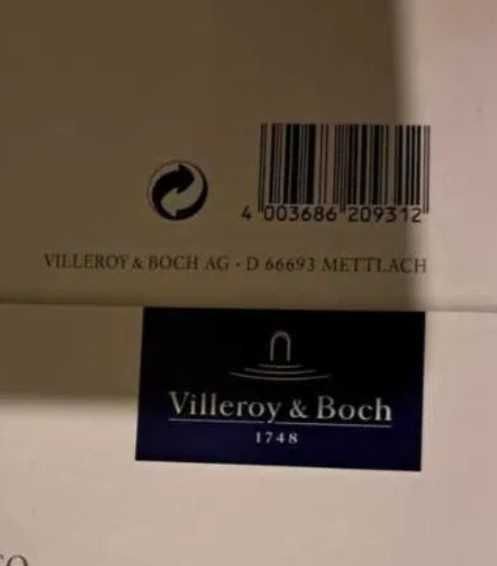 4 003686 209312
VILLEROY & BOCH AG · D 66693 METTLACH
Villeroy & Boch
1748